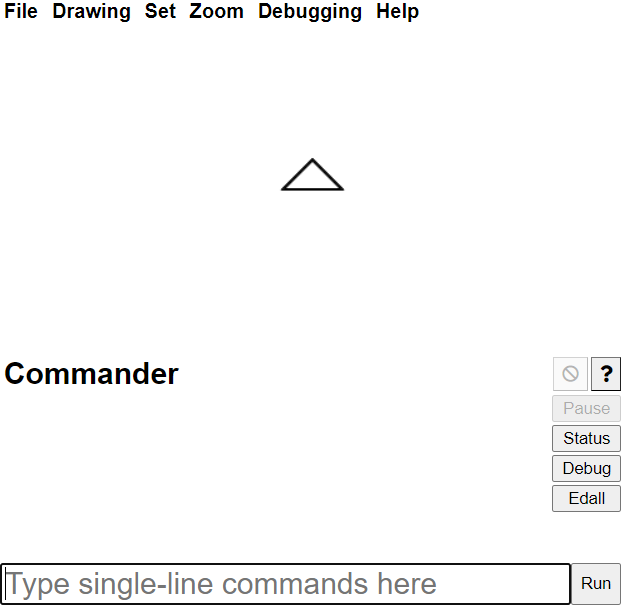 File Drawing Set Zoom Debugging Help
Commander
?
Pause
Status
Debug
Edall
Type single-line commands here
Run